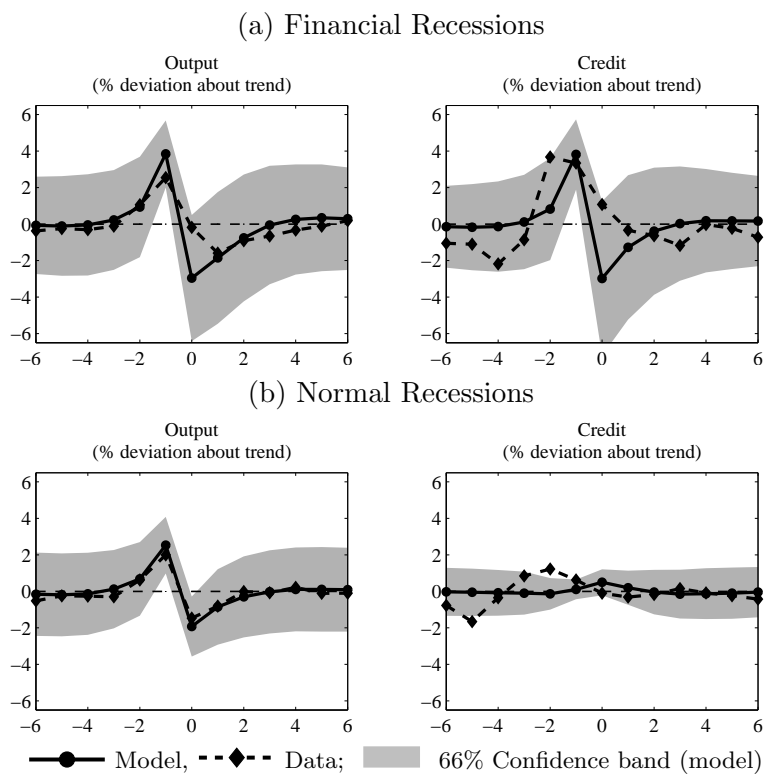 (a) Financial Recessions
Output
(% deviation about trend)
Credit
(% deviation about trend)
6
4
2
0
−2
−4
−6
−6 −4 −2 0 2 4 6
6
4
2
0
−2
−4
−6
−6 −4 −2 0 2 4 6
(b) Normal Recessions
Output
(% deviation about trend)
Credit
(% deviation about trend)
6
4
2
0
−2
−4
−6
−6 −4 −2 0 2 4 6
6
4
2
0
−2
−4
−6
−6 −4 −2 0 2 4 6
Model, Data; 66% Confidence band (model)